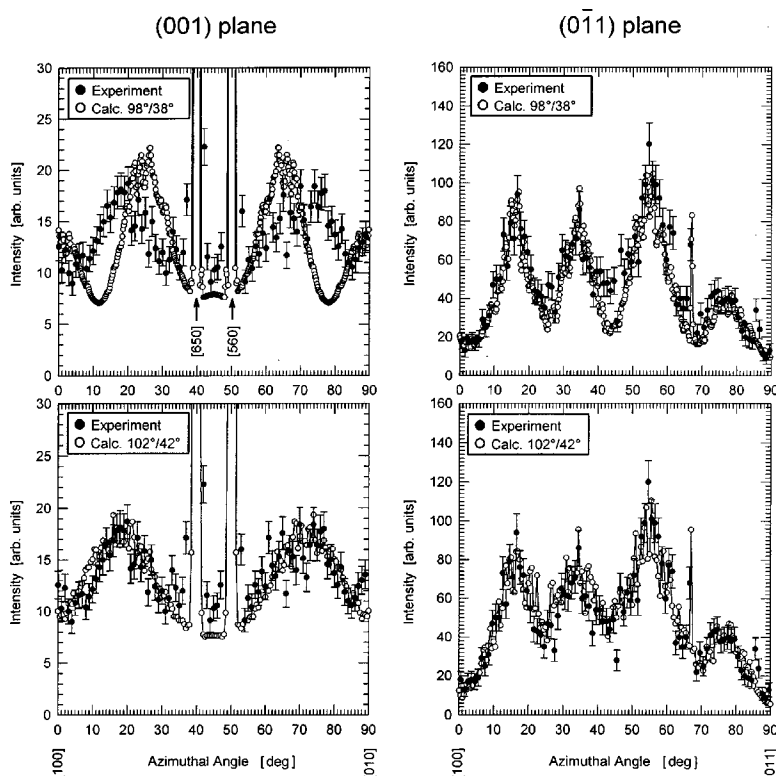 (001) plane
(0̄11) plane
30
25
20
15
10
5
0
Intensity [arb. units]
Experiment
Calc. 98°/38°
[650]
[560]
0 10 20 30 40 50 60 70 80 90
160
140
120
100
80
60
40
20
0
Intensity [arb. units]
Experiment
Calc. 98°/38°
0 10 20 30 40 50 60 70 80 90
30
25
20
15
10
5
0
Intensity [arb. units]
Experiment
Calc. 102°/42°
0 10 20 30 40 50 60 70 80 90
[100]
Azimuthal Angle [deg]
[010]
160
140
120
100
80
60
40
20
0
Intensity [arb. units]
Experiment
Calc. 102°/42°
0 10 20 30 40 50 60 70 80 90
[100]
Azimuthal Angle [deg]
[011]